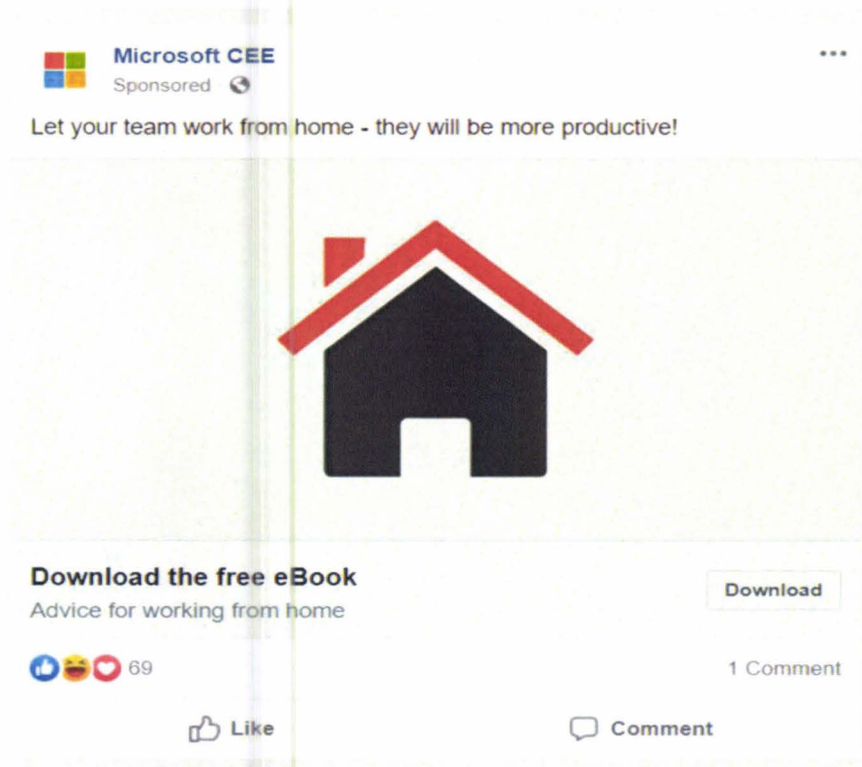 Microsoft CEE
Sponsored
Let your team work from home - they will be more productive!
Download the free eBook
Advice for working from home
Download
69
1 Comment
Like
Comment